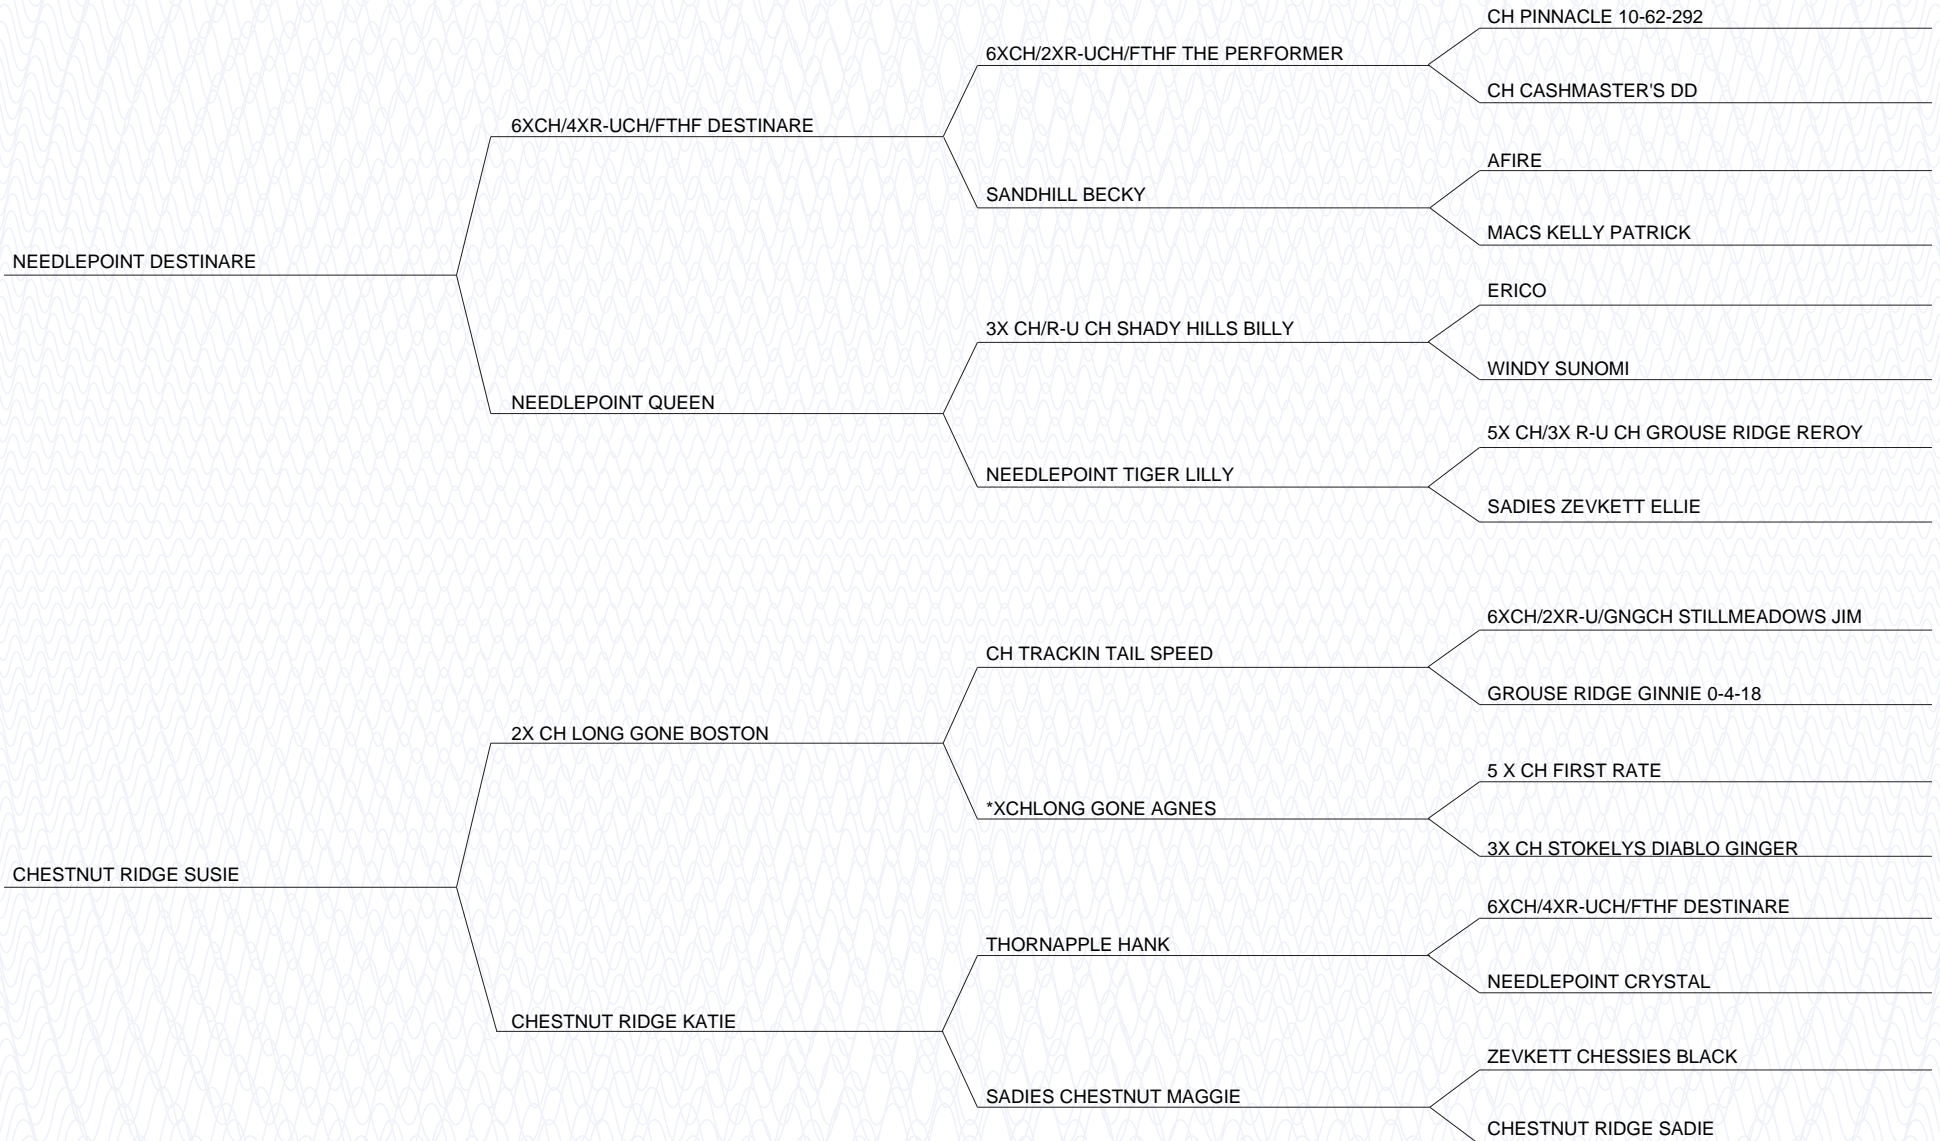 CH PINNACLE 10-62-292
6XCH/2XR-UCH/FTHF THE PERFORMER
CH CASHMASTER'S DD
6XCH/4XR-UCH/FTHF DESTINARE
AFIRE
SANDHILL BECKY
MACS KELLY PATRICK
NEEDLEPOINT DESTINARE
ERICO
3X CH/R-U CH SHADY HILLS BILLY
WINDY SUNOMI
NEEDLEPOINT QUEEN
5X CH/3X R-U CH GROUSE RIDGE REROY
NEEDLEPOINT TIGER LILLY
SADIES ZEVKETT ELLIE
6XCH/2XR-U/GNGCH STILLMEADOWS JIM
CH TRACKIN TAIL SPEED
GROUSE RIDGE GINNIE 0-4-18
2X CH LONG GONE BOSTON
5 X CH FIRST RATE
*XCHLONG GONE AGNES
3X CH STOKELYS DIABLO GINGER
CHESTNUT RIDGE SUSIE
6XCH/4XR-UCH/FTHF DESTINARE
THORNAPPLE HANK
NEEDLEPOINT CRYSTAL
CHESTNUT RIDGE KATIE
ZEVKETT CHESSIES BLACK
SADIES CHESTNUT MAGGIE
CHESTNUT RIDGE SADIE